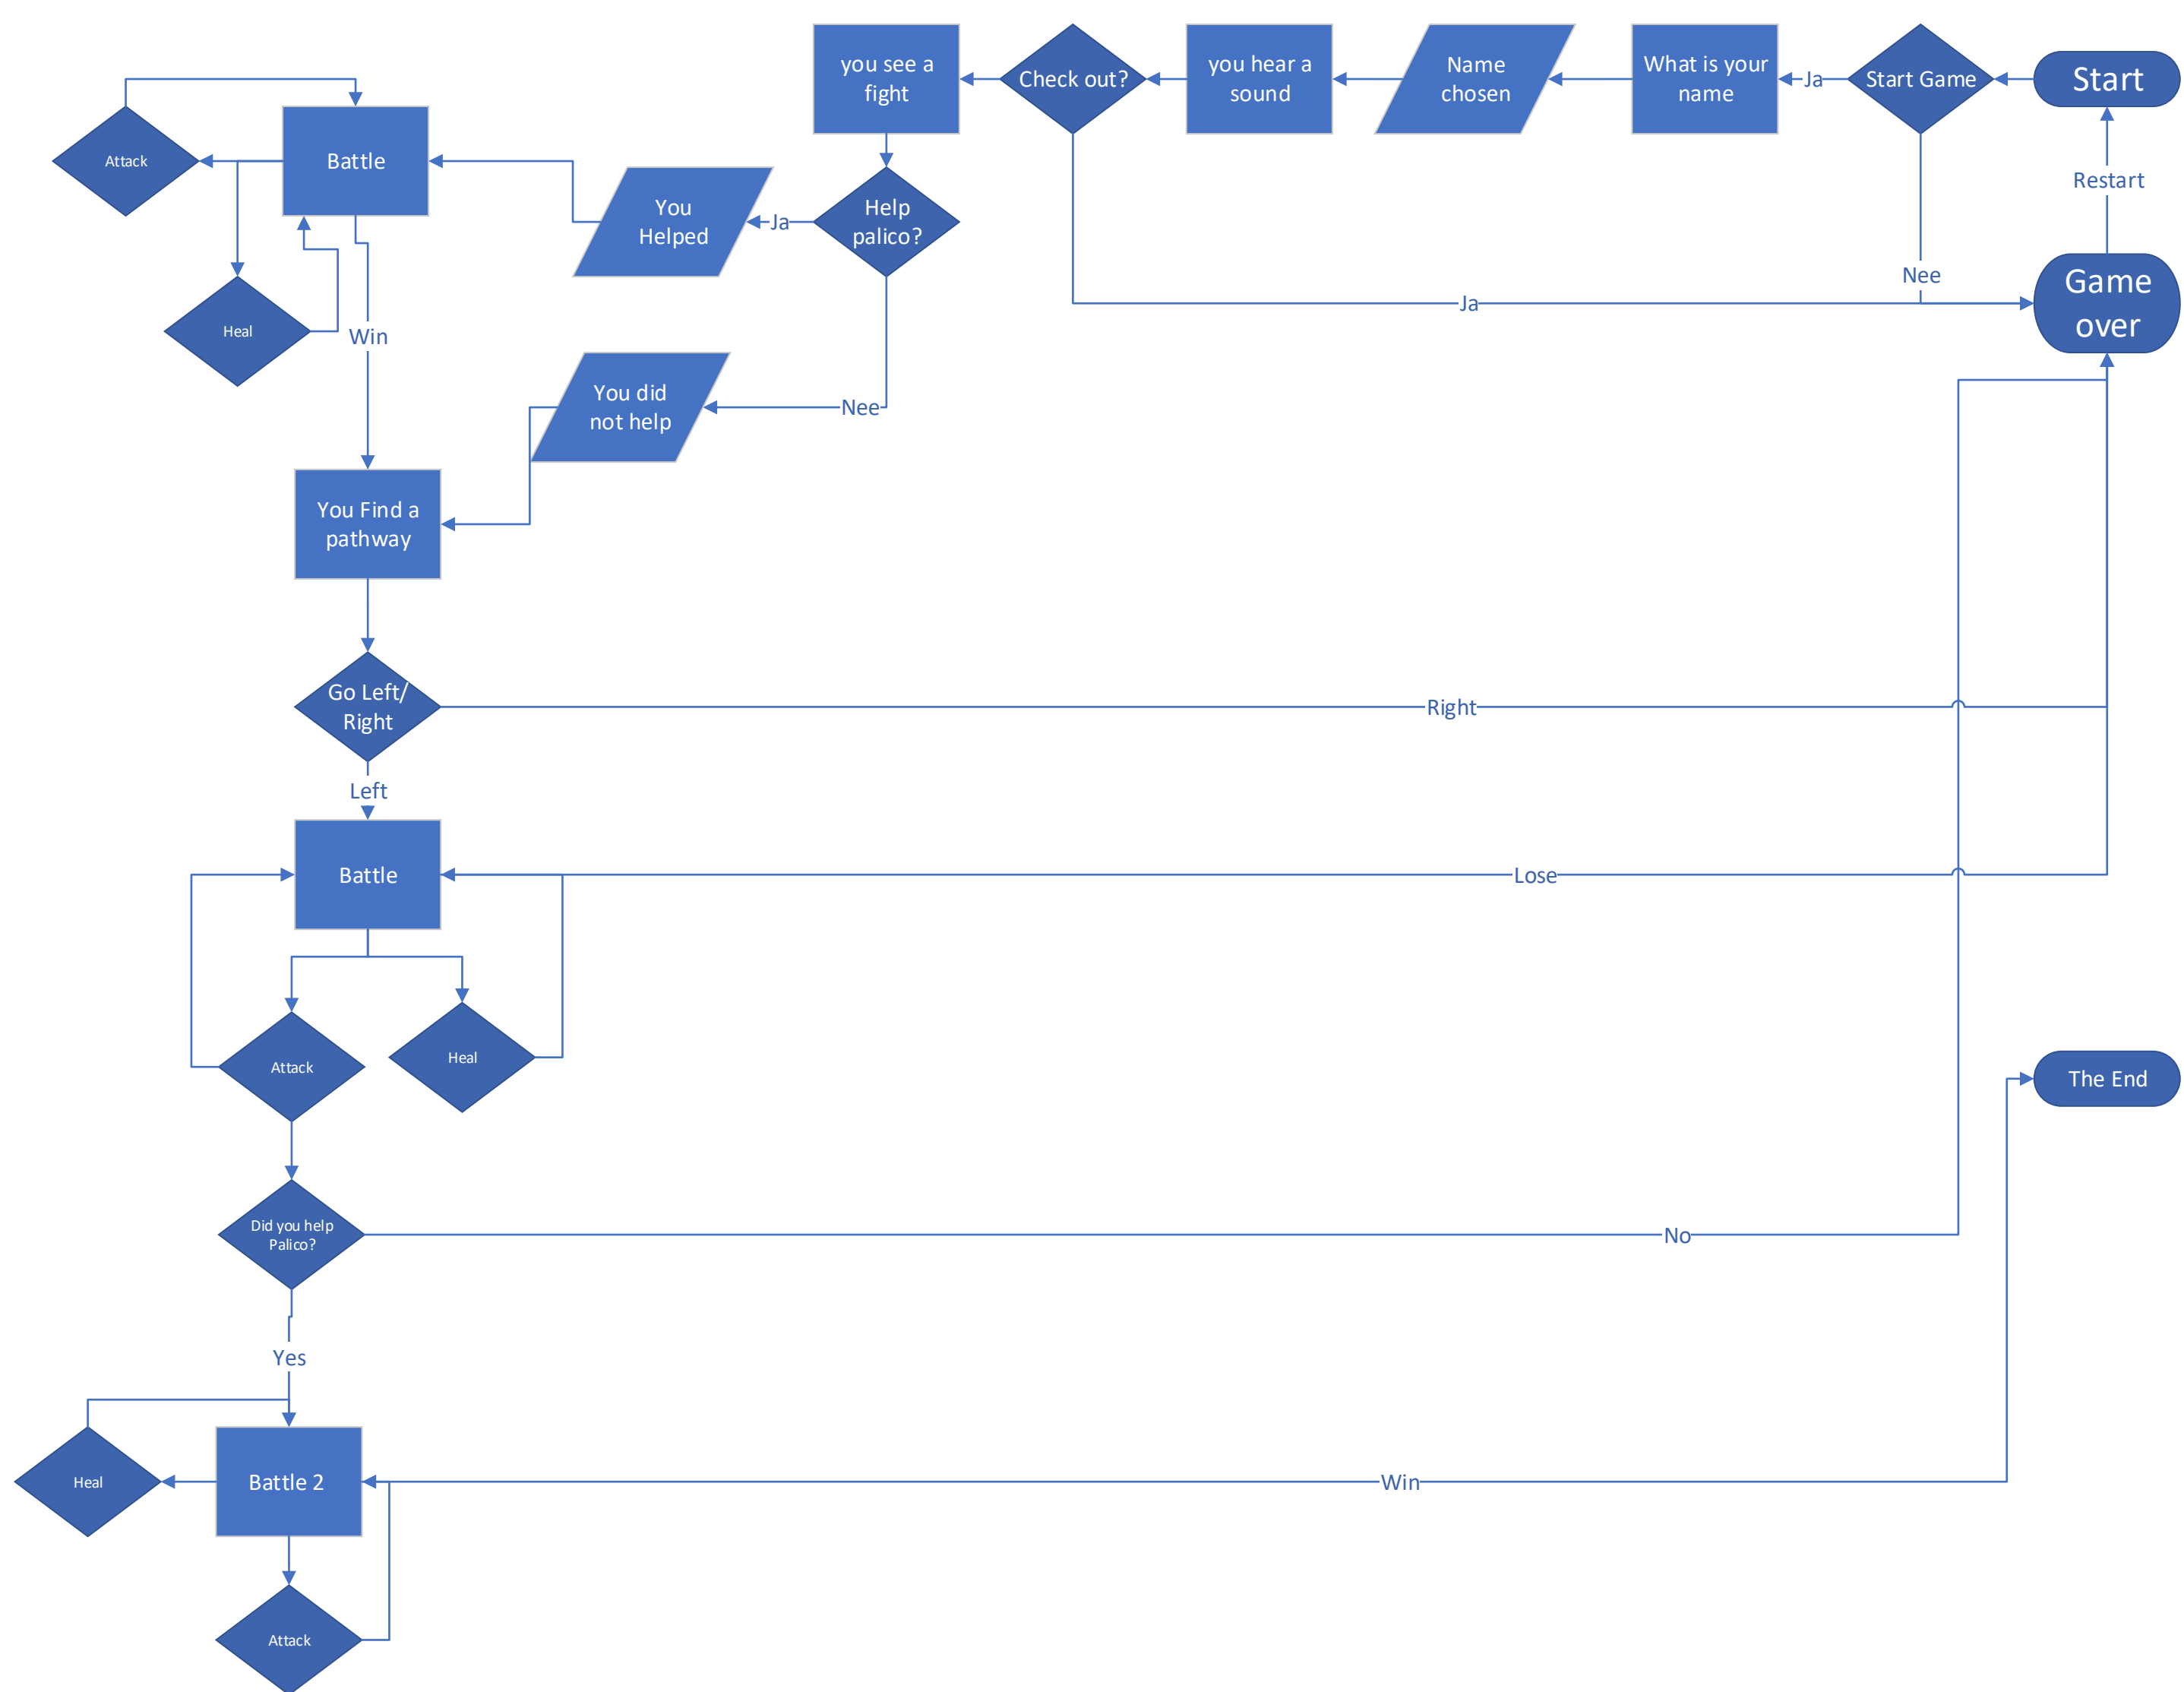 Start
Start Game
Ja
What is your
name
Name
chosen
you hear a
sound
Check out?
you see a
fight
Restart
Nee
Game
over
Ja
Help
palico?
Ja
You
Helped
Battle
Attack
Heal
Win
Nee
You did
not help
You Find a
pathway
Go Left/
Right
Right
Left
Battle
Lose
Attack
Heal
The End
Did you help
Palico?
No
Yes
Heal
Battle 2
Win
Attack